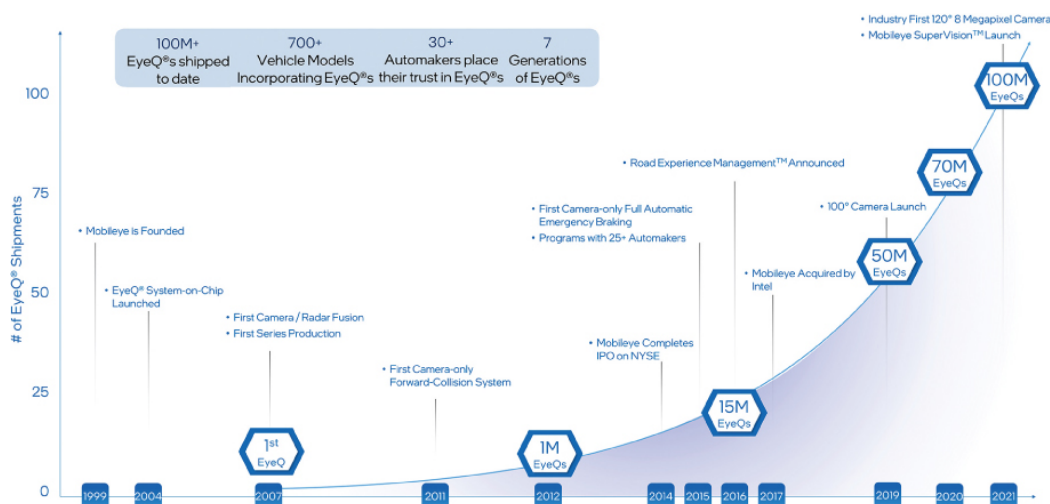 100M+
EyeQ®s shipped
to date
700+
Vehicle Models
Incorporating EyeQ®s
30+
Automakers place
their trust in EyeQ®s
7
Generations
of EyeQ®s
• Industry First 120° 8 Megapixel Camera
• Mobileye SuperVision™ Launch
# of EyeQ® Shipments
100
75
50
25
0
• Mobileye is Founded
• EyeQ® System-on-Chip
Launched
• First Camera / Radar Fusion
• First Series Production
1st
EyeQ
• First Camera-only
Forward-Collision System
1M
EyeQs
• Mobileye Completes
IPO on NYSE
• First Camera-only Full Automatic
Emergency Braking
• Programs with 25+ Automakers
• Road Experience Management™ Announced
15M
EyeQs
• Mobileye Acquired by
Intel
• 100° Camera Launch
50M
EyeQs
70M
EyeQs
100M
EyeQs
1999
2004
2007
2011
2012
2014
2015
2016
2017
2019
2020
2021